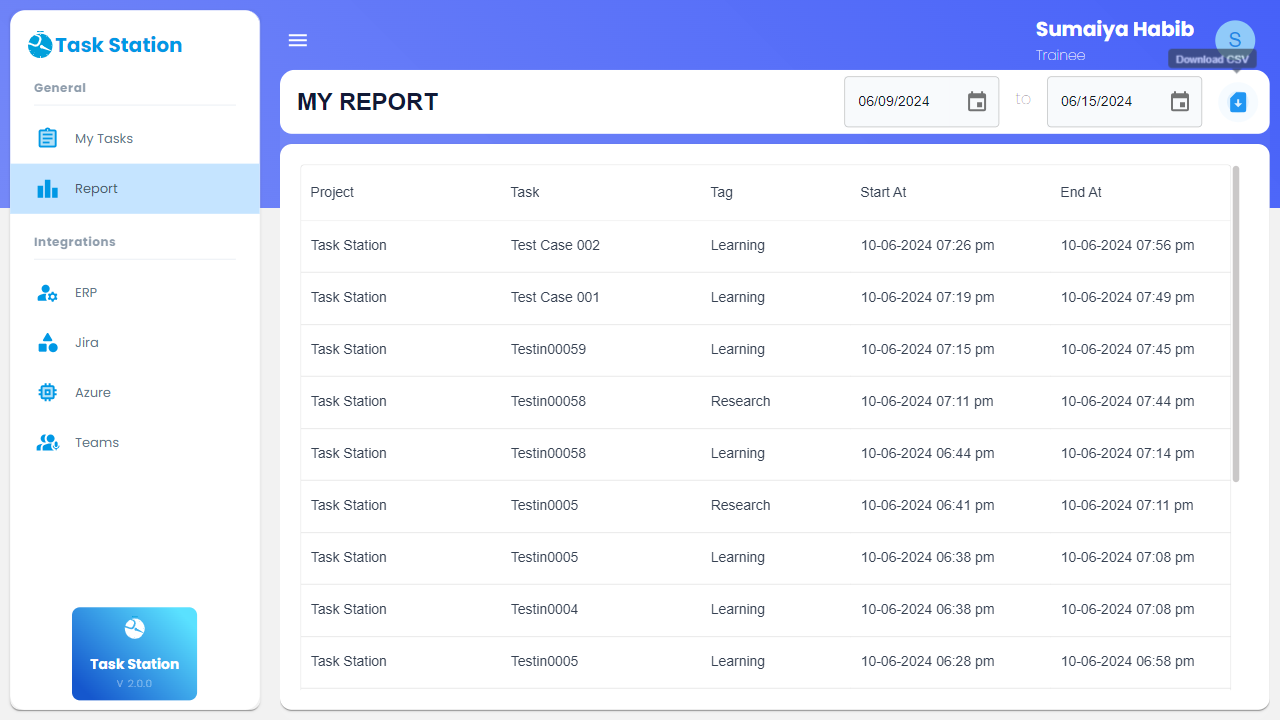 Task Station
General
My Tasks
Report
Integrations
ERP
Jira
Azure
Teams
Task Station
V 2.0.0
Sumaiya Habib
Trainee
S
Download CSV
MY REPORT
06/09/2024 to 06/15/2024
Project Task Tag Start At End At
Task Station Test Case 002 Learning 10-06-2024 07:26 pm 10-06-2024 07:56 pm
Task Station Test Case 001 Learning 10-06-2024 07:19 pm 10-06-2024 07:49 pm
Task Station Testin00059 Learning 10-06-2024 07:15 pm 10-06-2024 07:45 pm
Task Station Testin00058 Research 10-06-2024 07:11 pm 10-06-2024 07:44 pm
Task Station Testin00058 Learning 10-06-2024 06:44 pm 10-06-2024 07:14 pm
Task Station Testin0005 Research 10-06-2024 06:41 pm 10-06-2024 07:11 pm
Task Station Testin0005 Learning 10-06-2024 06:38 pm 10-06-2024 07:08 pm
Task Station Testin0004 Learning 10-06-2024 06:38 pm 10-06-2024 07:08 pm
Task Station Testin0005 Learning 10-06-2024 06:28 pm 10-06-2024 06:58 pm